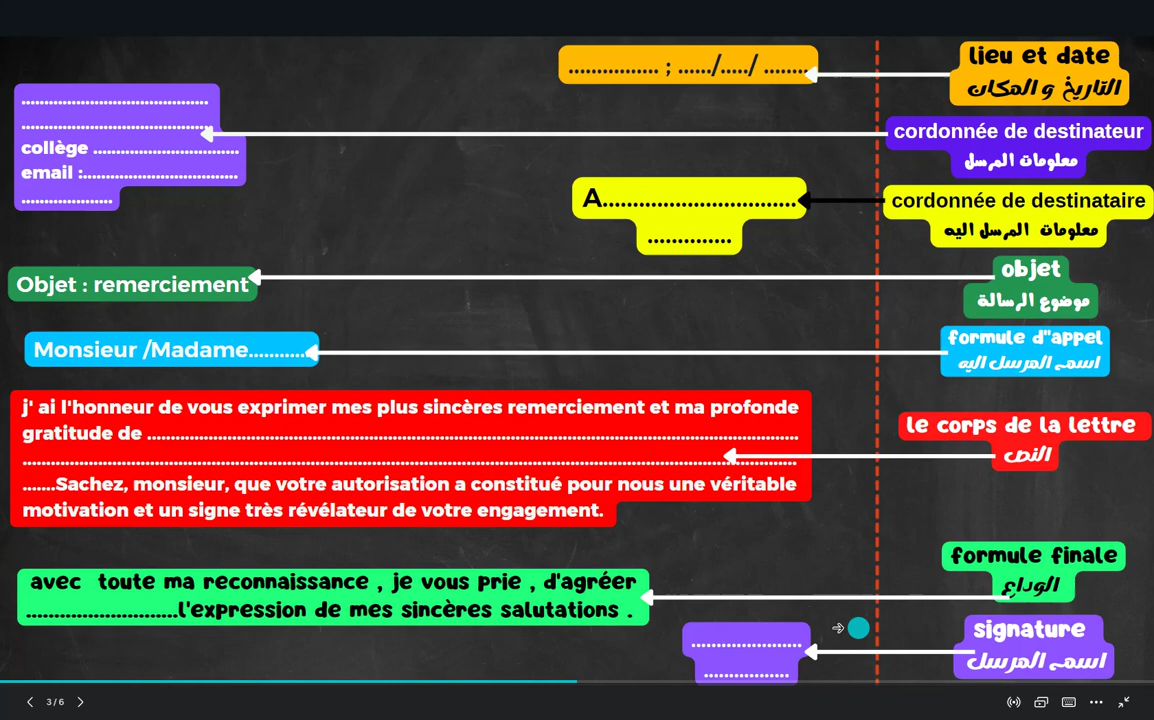 lieu et date
................ ; ....../...../ ........
التاريخ و المكان
............................................
............................................
collège .................................
email :...................................
.....................
cordonnée de destinateur
معلومات المرسل
A................................
..............
cordonnée de destinataire
معلومات المرسل اليه
Objet : remerciement
objet
موضوع الرسالة
Monsieur /Madame...........
formule d"appel
اسم المرسل اليه
j' ai l'honneur de vous exprimer mes plus sincères remerciement et ma profonde
gratitude de ..........................................................................................................................................
....................................................................................................................................................................
.......Sachez, monsieur, que votre autorisation a constitué pour nous une véritable
motivation et un signe très révélateur de votre engagement.
le corps de la lettre
النص
avec toute ma reconnaissance , je vous prie , d'agréer
............................l'expression de mes sincères salutations .
formule finale
الوداع
......................
.................
signature
اسم المرسل
3 / 6